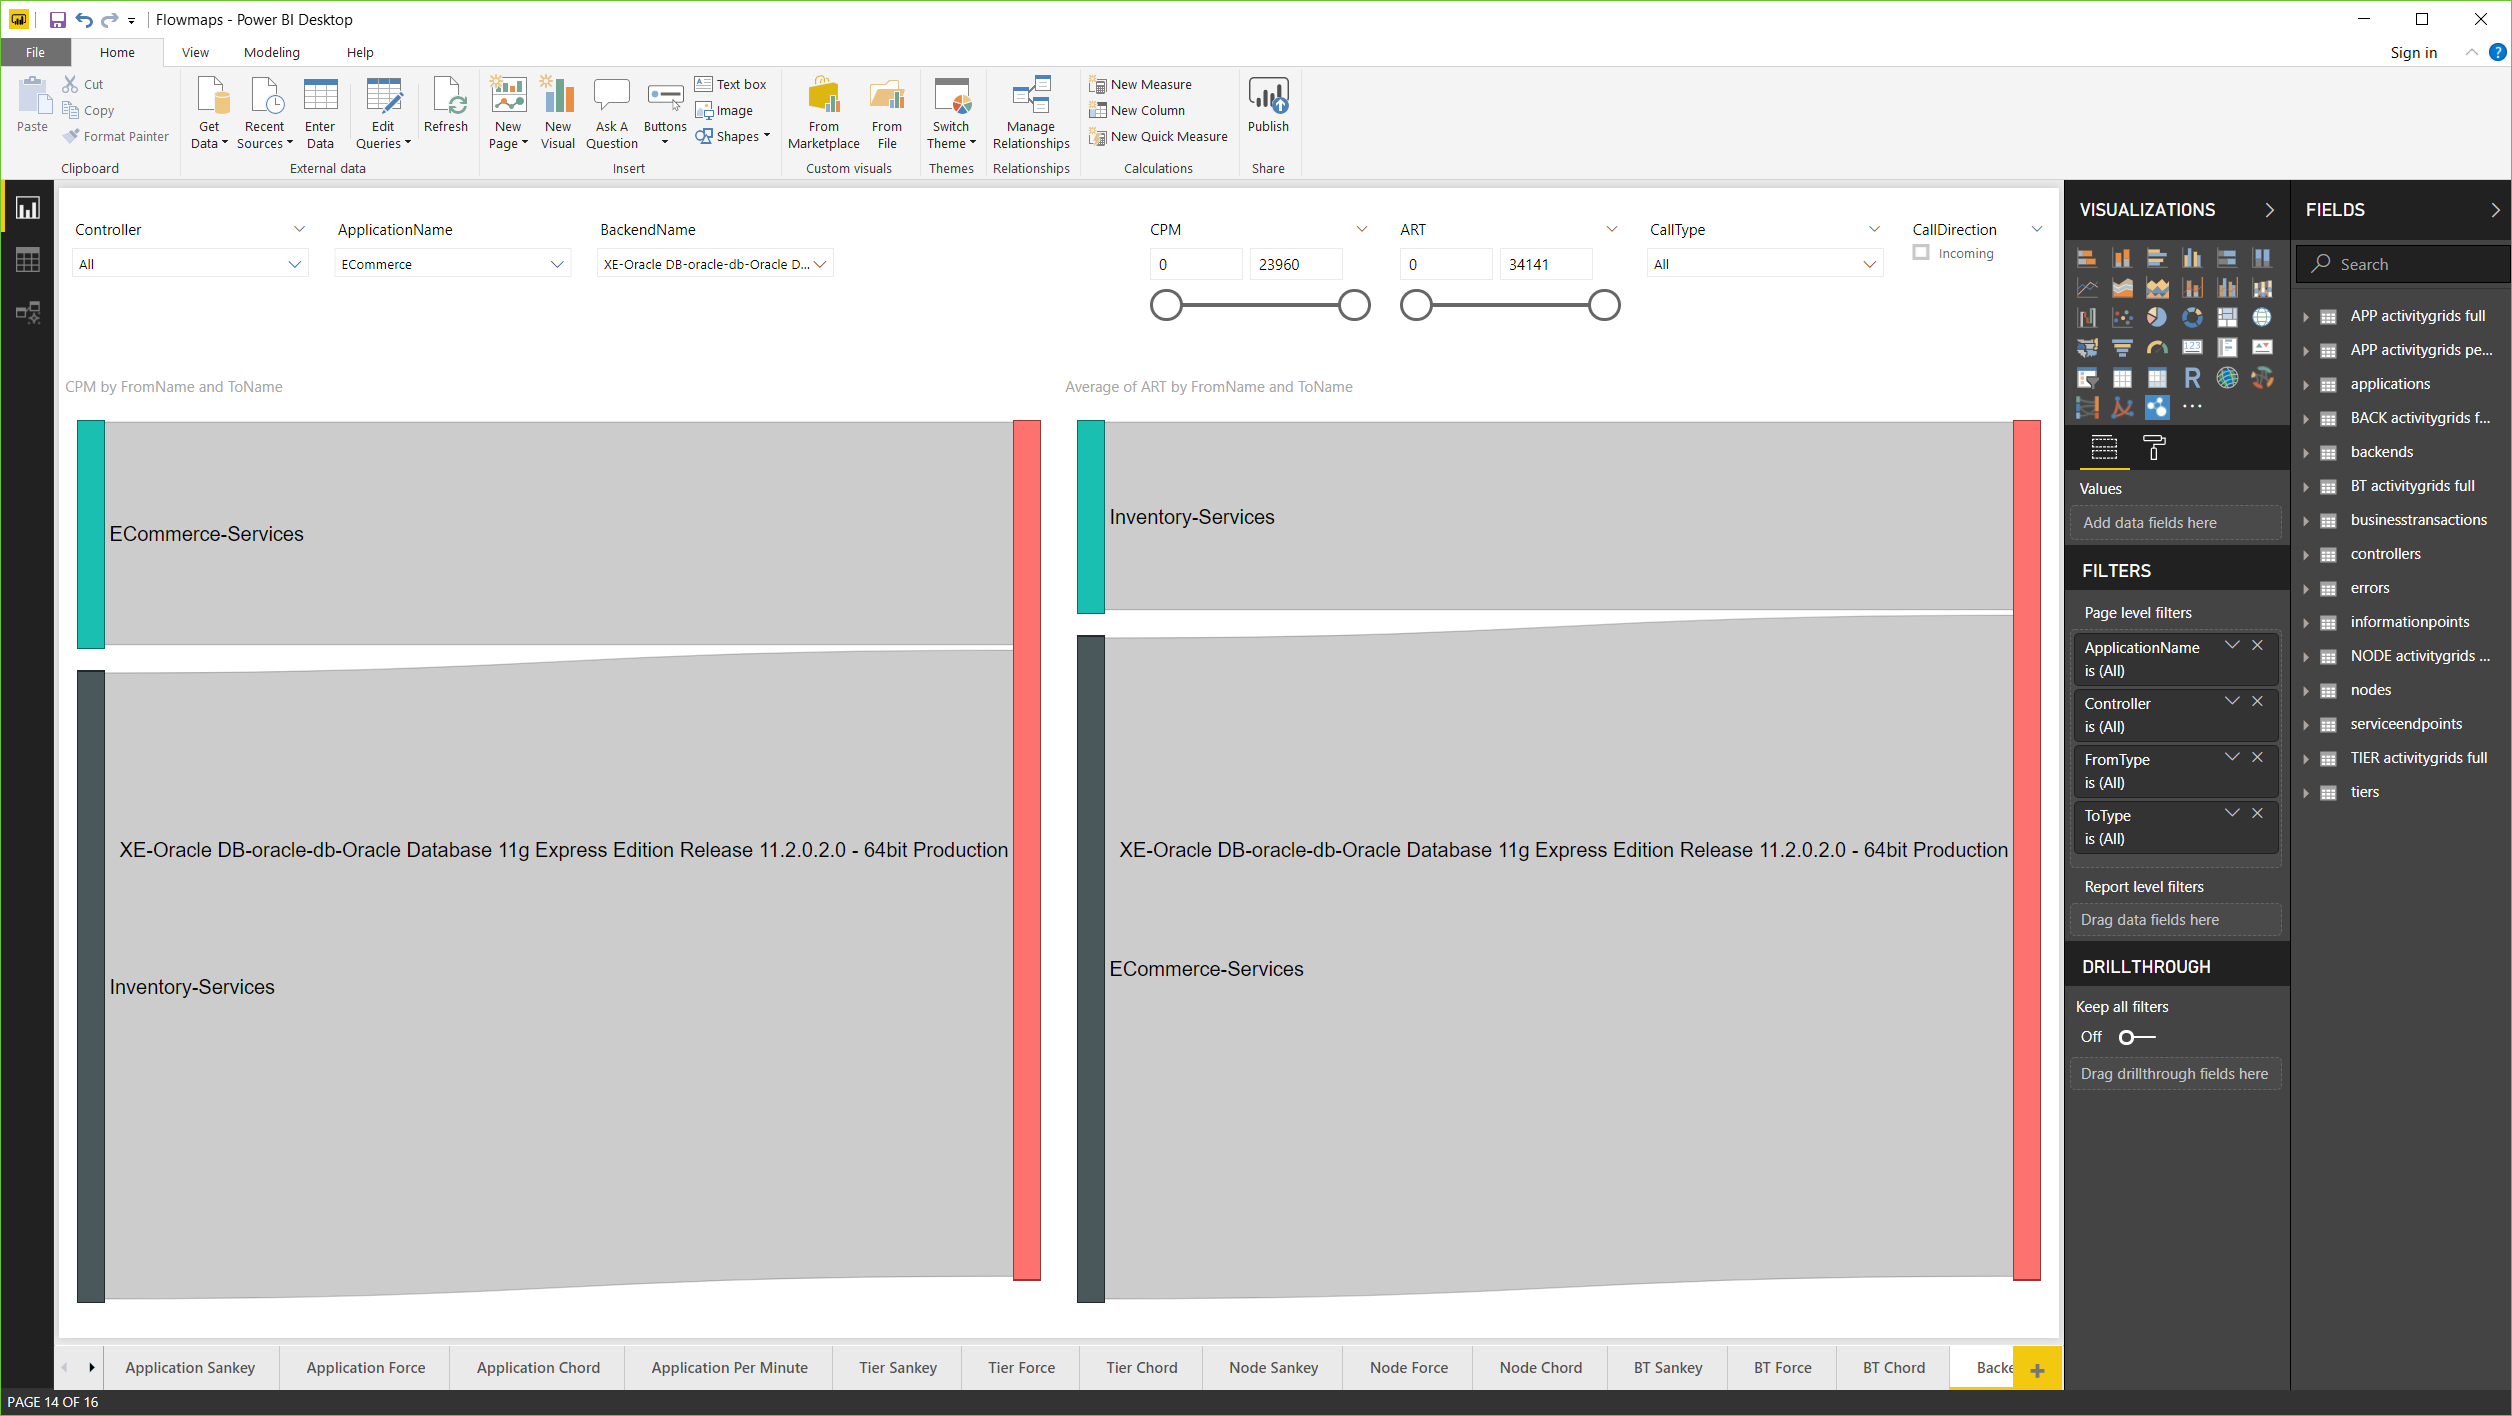 Flowmaps - Power BI Desktop
File
Home
View
Modeling
Help
Sign in
?
Paste
Cut
Copy
Format Painter
Clipboard
Get Data
Recent Sources
Enter Data
Edit Queries
Refresh
External data
New Page
New Visual
Ask A Question
Buttons
Text box
Image
Shapes
Insert
From Marketplace
From File
Custom visuals
Switch Theme
Themes
Manage Relationships
Relationships
New Measure
New Column
New Quick Measure
Calculations
Publish
Share
Controller
All
ApplicationName
ECommerce
BackendName
XE-Oracle DB-oracle-db-Oracle D...
CPM
0
23960
ART
0
34141
CallType
All
CallDirection
Incoming
CPM by FromName and ToName
ECommerce-Services
XE-Oracle DB-oracle-db-Oracle Database 11g Express Edition Release 11.2.0.2.0 - 64bit Production
Inventory-Services
Average of ART by FromName and ToName
Inventory-Services
XE-Oracle DB-oracle-db-Oracle Database 11g Express Edition Release 11.2.0.2.0 - 64bit Production
ECommerce-Services
VISUALIZATIONS
123
R
Values
Add data fields here
FILTERS
Page level filters
ApplicationName
is (All)
Controller
is (All)
FromType
is (All)
ToType
is (All)
Report level filters
Drag data fields here
DRILLTHROUGH
Keep all filters
Off
Drag drillthrough fields here
FIELDS
Search
APP activitygrids full
APP activitygrids pe...
applications
BACK activitygrids f...
backends
BT activitygrids full
businesstransactions
controllers
errors
informationpoints
NODE activitygrids ...
nodes
serviceendpoints
TIER activitygrids full
tiers
Application Sankey
Application Force
Application Chord
Application Per Minute
Tier Sankey
Tier Force
Tier Chord
Node Sankey
Node Force
Node Chord
BT Sankey
BT Force
BT Chord
Backe
PAGE 14 OF 16